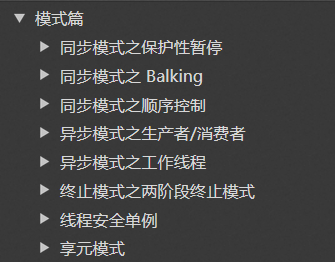 模式篇
同步模式之保护性暂停
同步模式之 Balking
同步模式之顺序控制
异步模式之生产者/消费者
异步模式之工作线程
终止模式之两阶段终止模式
线程安全单例
享元模式